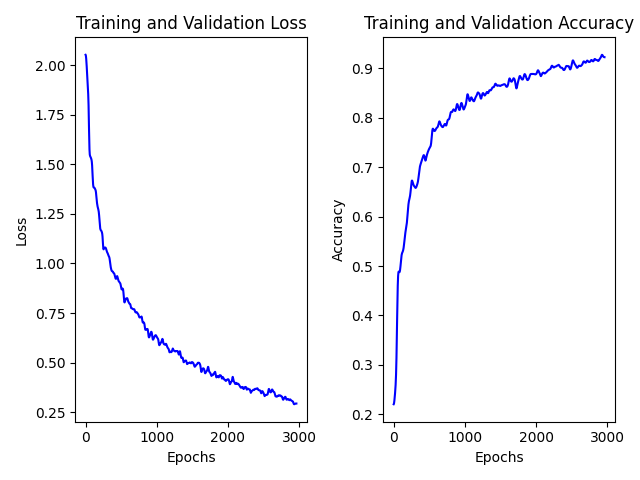 Training and Validation Loss
2.00
1.75
1.50
1.25
1.00
0.75
0.50
0.25
Loss
0 1000 2000 3000
Epochs
Training and Validation Accuracy
0.9
0.8
0.7
0.6
0.5
0.4
0.3
0.2
Accuracy
0 1000 2000 3000
Epochs